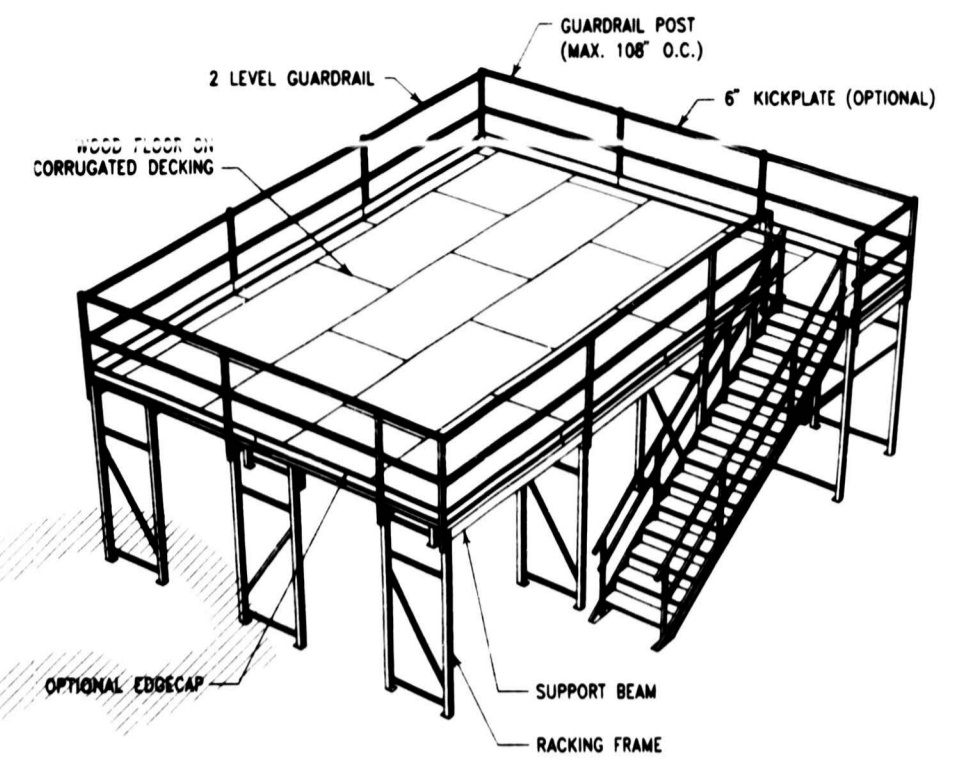 GUARDRAIL POST
(MAX. 108" O.C.)
2 LEVEL GUARDRAIL
6" KICKPLATE (OPTIONAL)
WOOD FLOOR ON
CORRUGATED DECKING
OPTIONAL EDGECAP
SUPPORT BEAM
RACKING FRAME